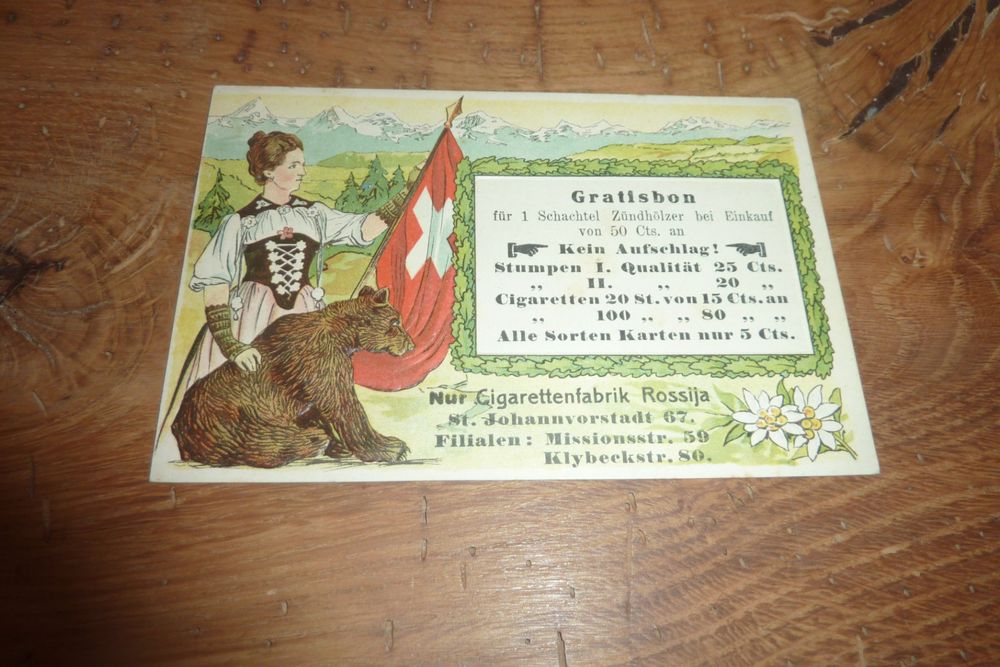 Gratisbon
für 1 Schachtel Zündhölzer bei Einkauf
von 50 Cts. an
Kein Aufschlag!
Stumpen I. Qualität 25 Cts.
„ II. „ 20 „
Cigaretten 20 St. von 15 Cts. an
„ 100 „ „ 80 „ „
Alle Sorten Karten nur 5 Cts.
Nur Cigarettenfabrik Rossija
St. Johannvorstadt 67.
Filialen: Missionsstr. 59
Klybeckstr. 80.